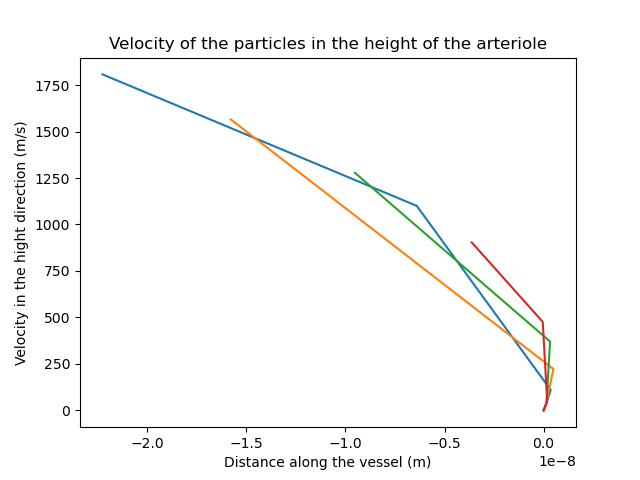 Velocity of the particles in the height of the arteriole
Velocity in the hight direction (m/s)
1750
1500
1250
1000
750
500
250
0
−2.0 −1.5 −1.0 −0.5 0.0
1e−8
Distance along the vessel (m)